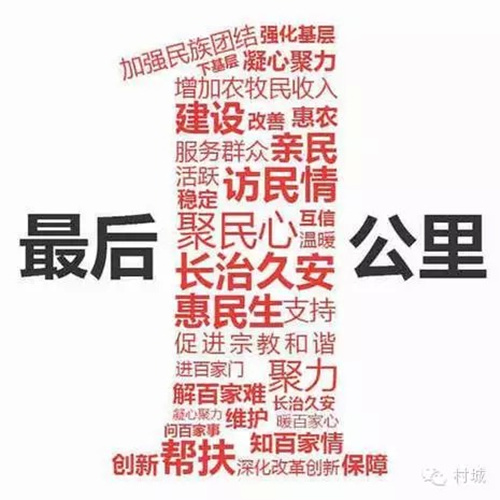 加强民族团结 强化基层
下基层 凝心聚力
增加农牧民收入
建设 改善 惠农
服务群众 亲民
活跃 访民情
稳定
聚民心 互信
温暖
最后 公里
长治久安
惠民生 支持
促进宗教和谐
进百家门 聚力
解百家难 长治久安
凝心聚力 维护 暖百家心
问百家事 知百家情
创新 帮扶 深化改革创新 保障
村城